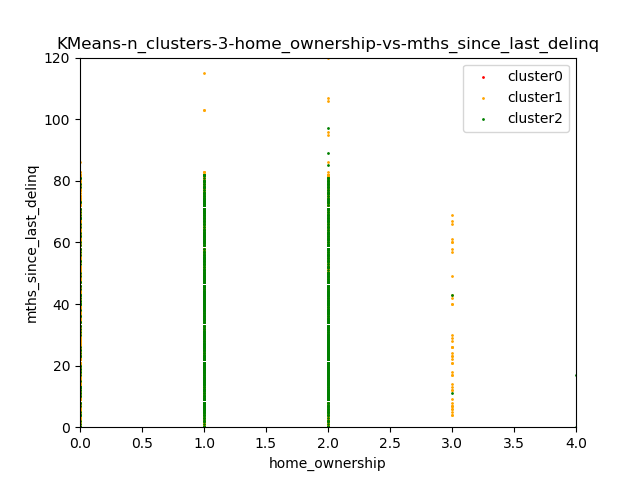 KMeans-n_clusters-3-home_ownership-vs-mths_since_last_delinq
120
100
80
60
40
20
0
mths_since_last_delinq
cluster0
cluster1
cluster2
0.0 0.5 1.0 1.5 2.0 2.5 3.0 3.5 4.0
home_ownership